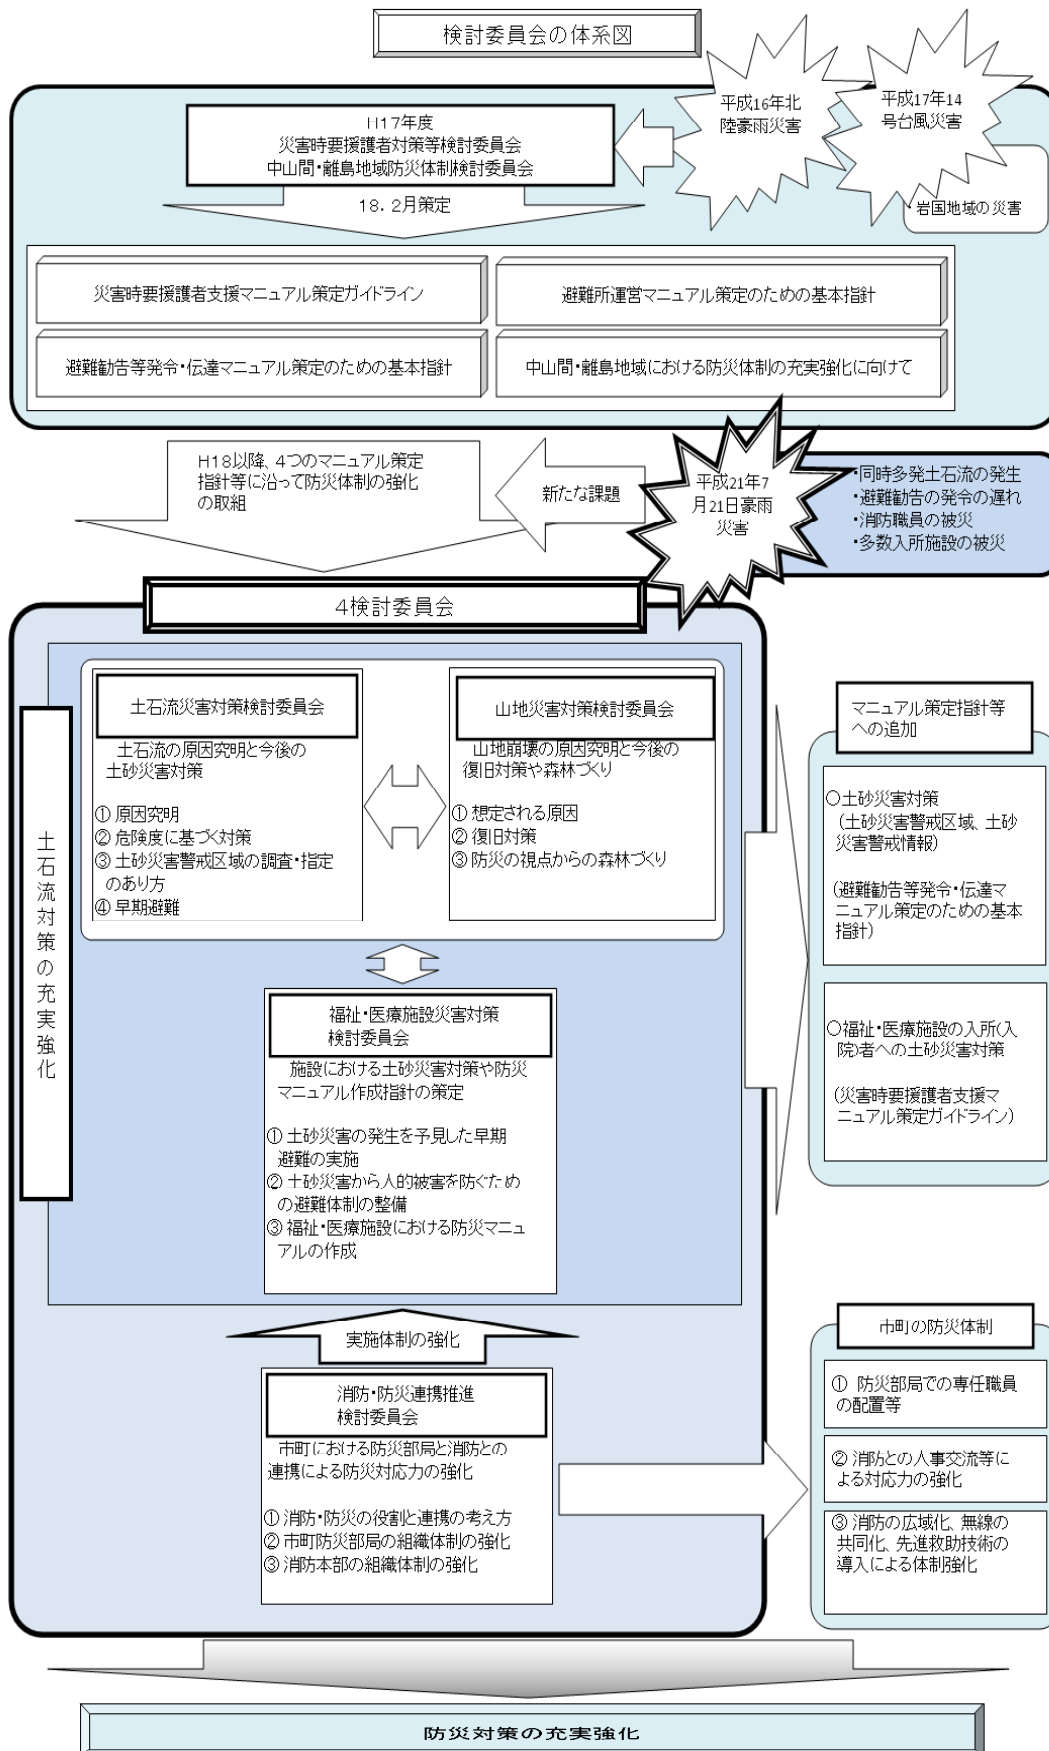 検討委員会の体系図
平成16年北
陸豪雨災害
平成17年14
号台風災害
岩国地域の災害
H17年度
災害時要援護者対策等検討委員会
中山間・離島地域防災体制検討委員会
18．2月策定
災害時要援護者支援マニュアル策定ガイドライン
避難所運営マニュアル策定のための基本指針
避難勧告等発令・伝達マニュアル策定のための基本指針
中山間・離島地域における防災体制の充実強化に向けて
H18以降、4つのマニュアル策定
指針等に沿って防災体制の強化
の取組
新たな課題
平成21年7
月21日豪雨
災害
・同時多発土石流の発生
・避難勧告の発令の遅れ
・消防職員の被災
・多数入所施設の被災
4検討委員会
土石流対策の充実強化
土石流災害対策検討委員会
土石流の原因究明と今後の
土砂災害対策
① 原因究明
② 危険度に基づく対策
③ 土砂災害警戒区域の調査・指定
のあり方
④ 早期避難
山地災害対策検討委員会
山地崩壊の原因究明と今後の
復旧対策や森林づくり
① 想定される原因
② 復旧対策
③ 防災の視点からの森林づくり
福祉・医療施設災害対策
検討委員会
施設における土砂災害対策や防災
マニュアル作成指針の策定
① 土砂災害の発生を予見した早期
避難の実施
② 土砂災害から人的被害を防ぐため
の避難体制の整備
③ 福祉・医療施設における防災マニュ
アルの作成
実施体制の強化
消防・防災連携推進
検討委員会
市町における防災部局と消防との
連携による防災対応力の強化
① 消防・防災の役割と連携の考え方
② 市町防災部局の組織体制の強化
③ 消防本部の組織体制の強化
マニュアル策定指針等
への追加
○土砂災害対策
(土砂災害警戒区域、土砂
災害警戒情報)
(避難勧告等発令・伝達マ
ニュアル策定のための基本
指針)
○福祉・医療施設の入所(入
院)者への土砂災害対策
(災害時要援護者支援マ
ニュアル策定ガイドライン)
市町の防災体制
① 防災部局での専任職員
の配置等
② 消防との人事交流等に
よる対応力の強化
③ 消防の広域化、無線の
共同化、先進救助技術の
導入による体制強化
防災対策の充実強化